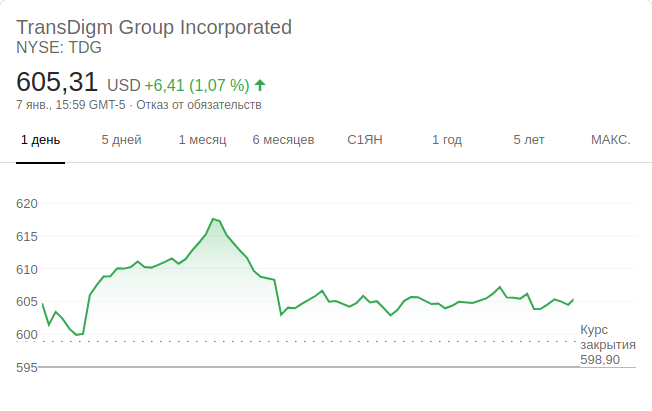 TransDigm Group Incorporated
NYSE: TDG
605,31 USD +6,41 (1,07 %)
7 янв., 15:59 GMT-5 · Отказ от обязательств
1 день 5 дней 1 месяц 6 месяцев С1ЯН 1 год 5 лет МАКС.
620
615
610
605
600
595
Курс
закрытия
598,90